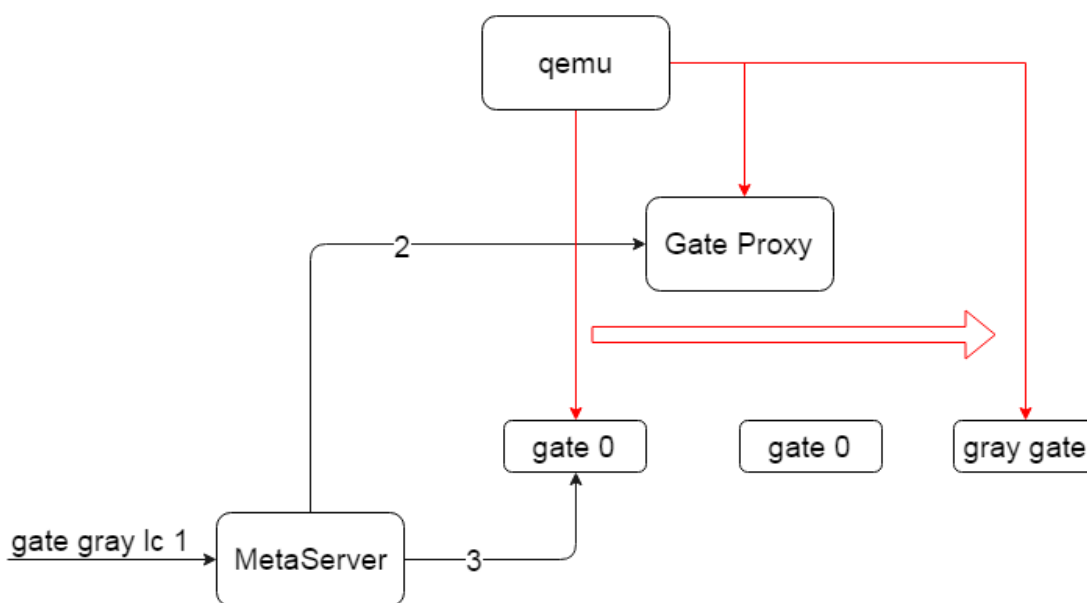 qemu
2
Gate Proxy
gate 0
gate 0
gray gate
gate gray lc 1
MetaServer
3